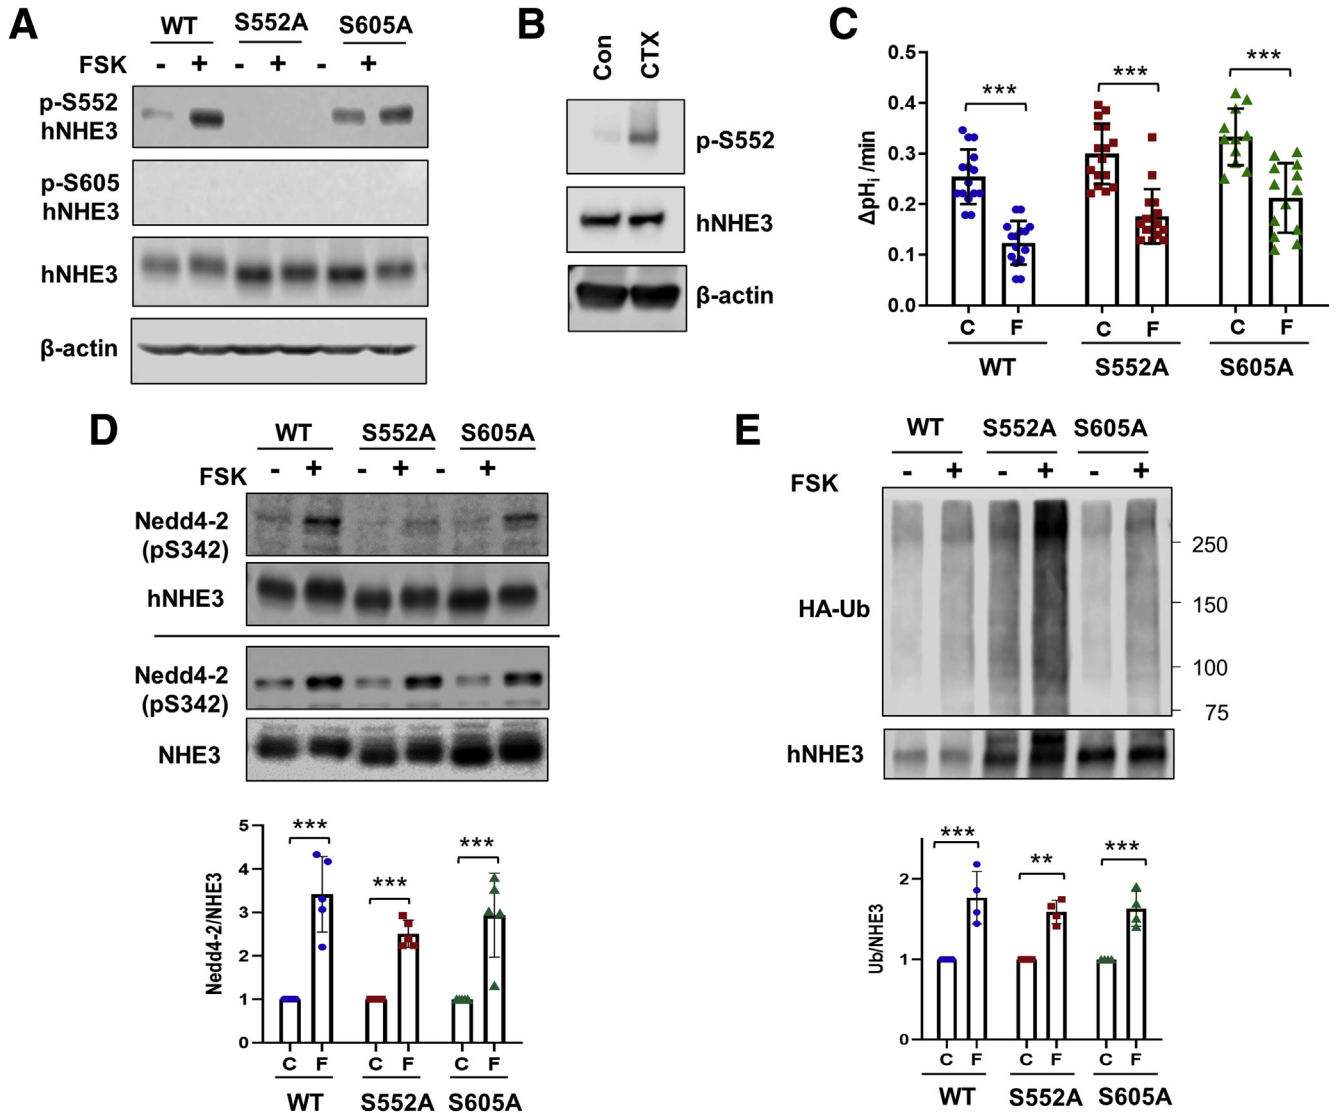 A
WT S552A S605A
FSK - + - + - +
p-S552
hNHE3
p-S605
hNHE3
hNHE3
β-actin
B
Con CTX
p-S552
hNHE3
β-actin
C
ΔpHi /min
0.5
0.4
0.3
0.2
0.1
0.0
*** *** ***
C F C F C F
WT S552A S605A
D
WT S552A S605A
FSK - + - + - +
Nedd4-2
(pS342)
hNHE3
Nedd4-2
(pS342)
NHE3
Nedd4-2/NHE3
5
4
3
2
1
0
*** *** ***
C F C F C F
WT S552A S605A
E
WT S552A S605A
FSK - + - + - +
HA-Ub
250
150
100
75
hNHE3
Ub/NHE3
2
1
0
*** ** ***
C F C F C F
WT S552A S605A